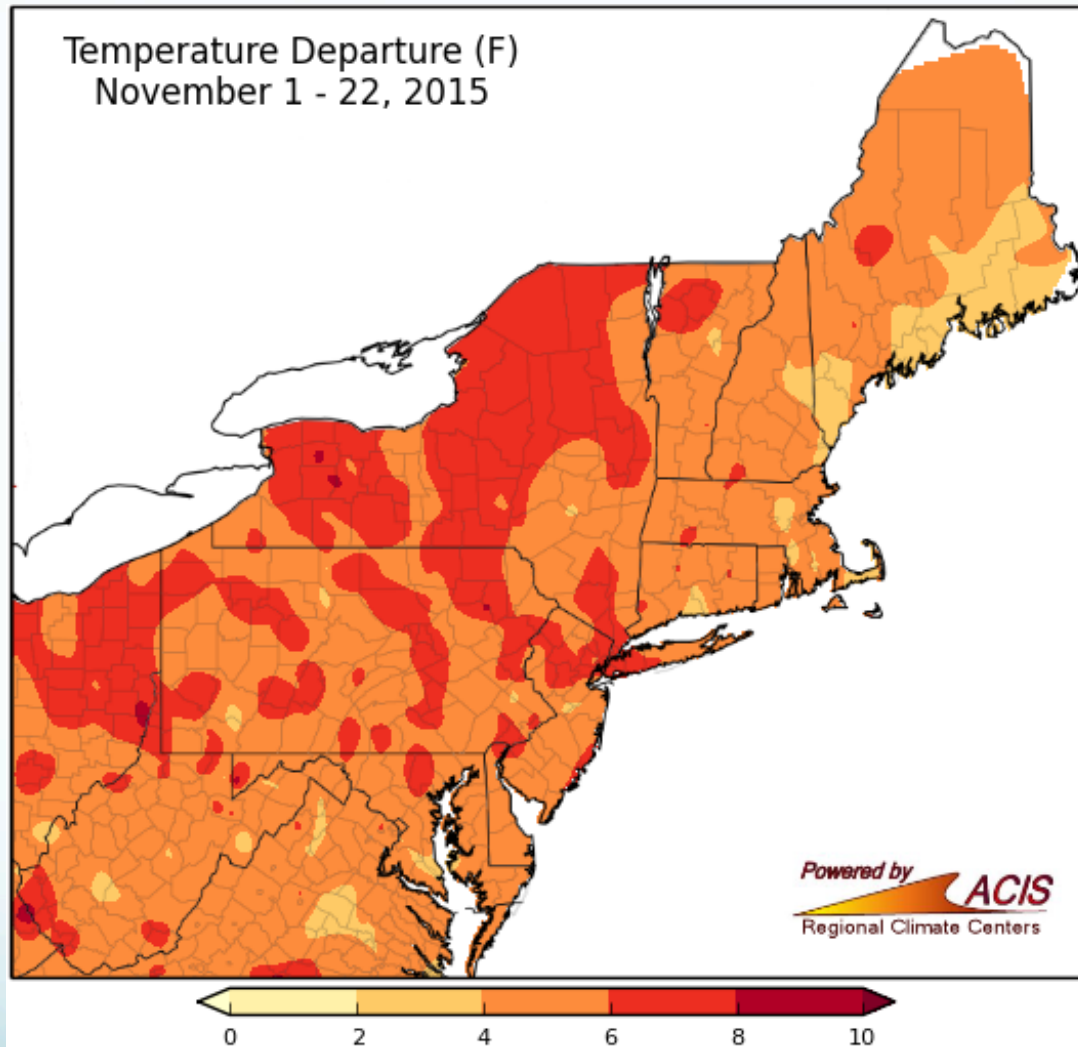 Temperature Departure (F)
November 1 - 22, 2015
Powered by
ACIS
Regional Climate Centers
0 2 4 6 8 10